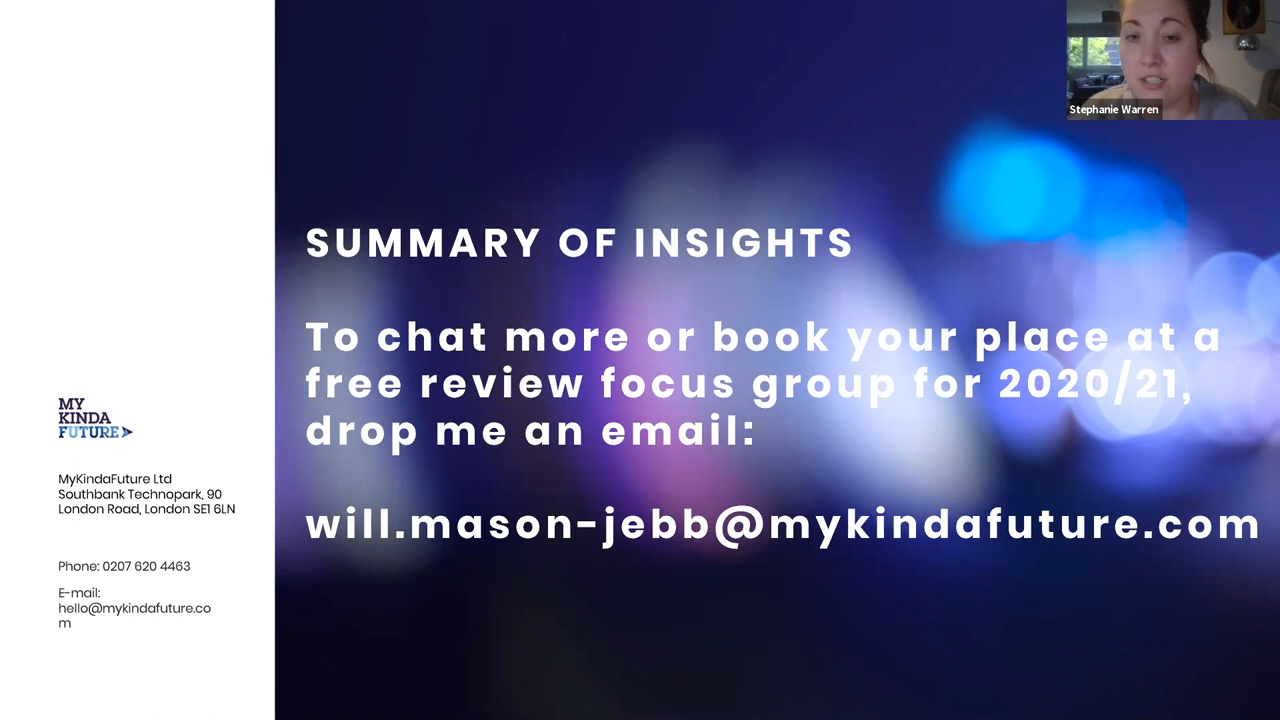 Stephanie Warren
SUMMARY OF INSIGHTS
To chat more or book your place at a
free review focus group for 2020/21,
drop me an email:
will.mason-jebb@mykindafuture.com
MY
KINDA
FUTURE
MyKindaFuture Ltd
Southbank Technopark, 90
London Road, London SE1 6LN
Phone: 0207 620 4463
E-mail:
hello@mykindafuture.co
m